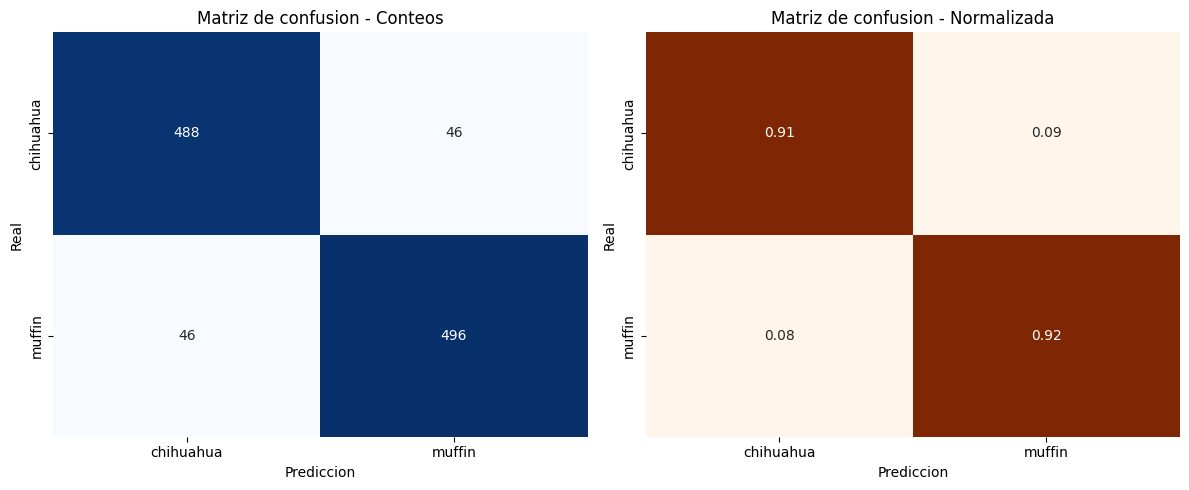 Matriz de confusion - Conteos
chihuahua
488
46
Real
muffin
46
496
chihuahua
muffin
Prediccion
Matriz de confusion - Normalizada
chihuahua
0.91
0.09
Real
muffin
0.08
0.92
chihuahua
muffin
Prediccion